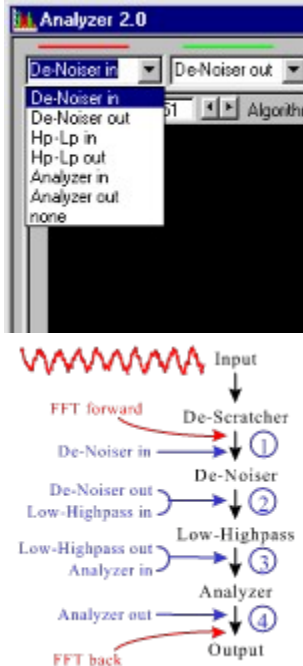 Analyzer 2.0
De-Noiser in
De-Noiser out
De-Noiser in
De-Noiser out
Hp-Lp in
Hp-Lp out
Analyzer in
Analyzer out
none
51
Input
FFT forward
De-Scratcher
De-Noiser in
1
De-Noiser
De-Noiser out
Low-Highpass in
2
Low-Highpass
Low-Highpass out
Analyzer in
3
Analyzer
Analyzer out
4
Output
FFT back